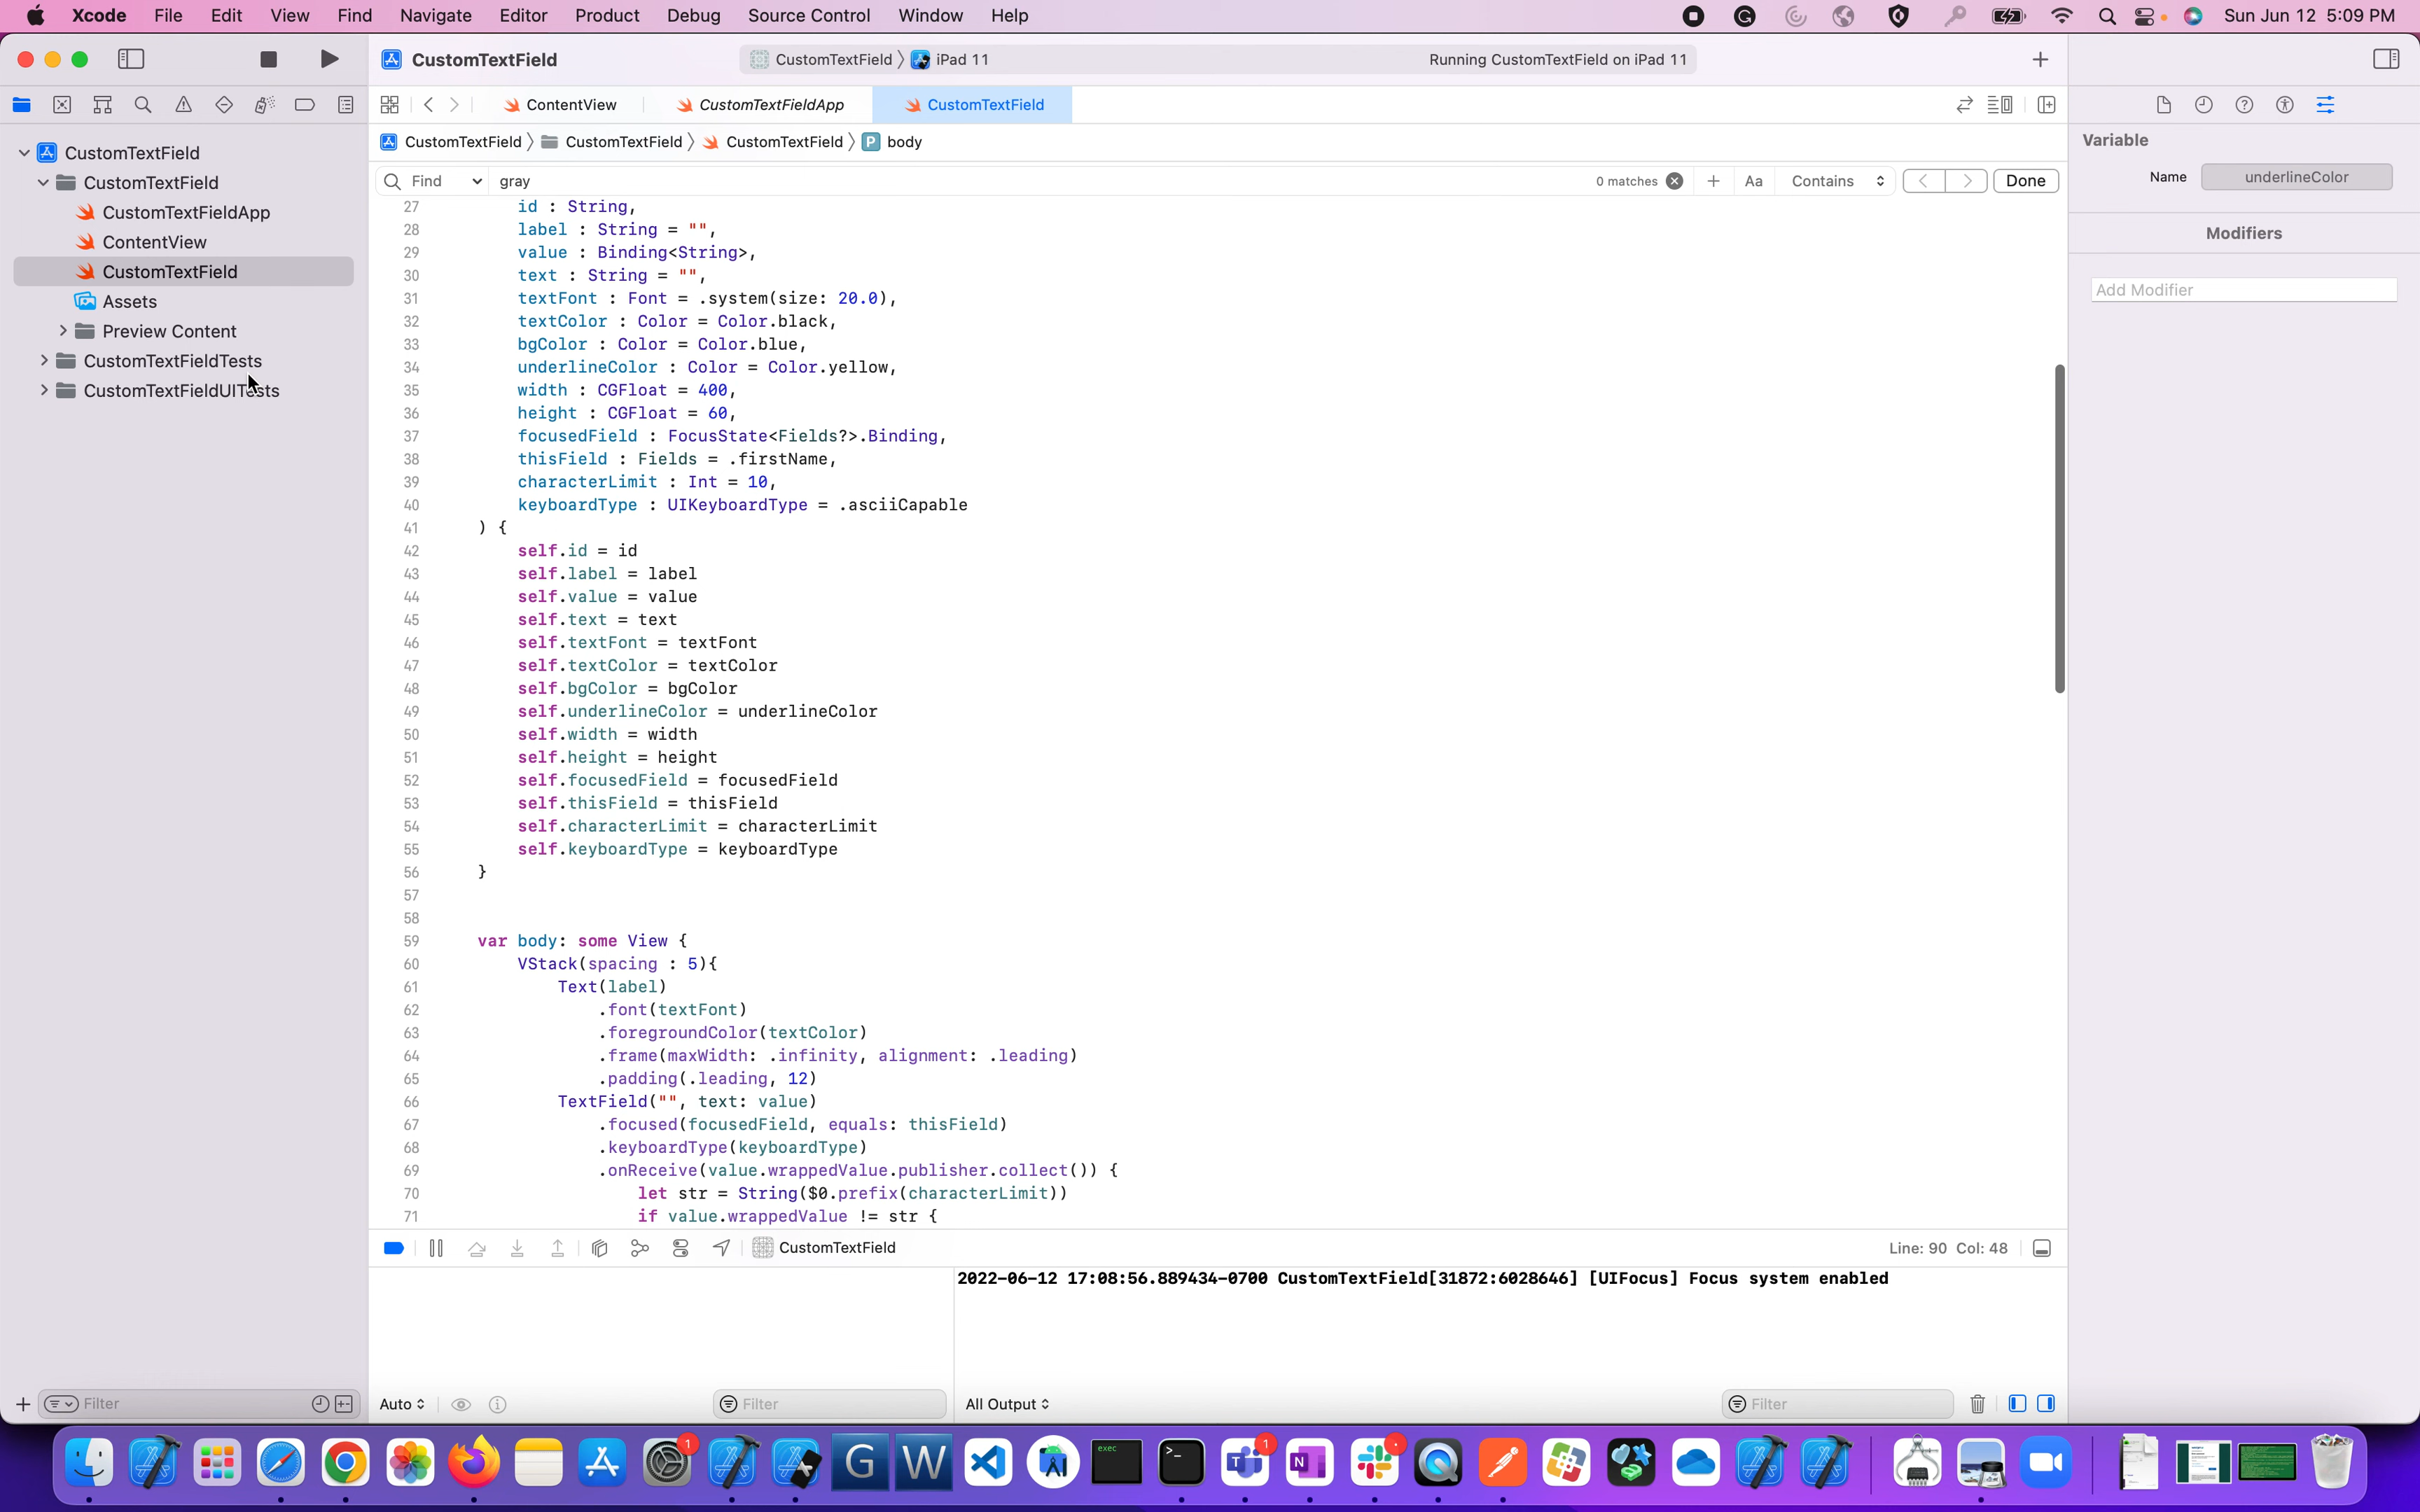 Xcode File Edit View Find Navigate Editor Product Debug Source Control Window Help Sun Jun 12 5:09 PM
CustomTextField CustomTextField iPad 11 Running CustomTextField on iPad 11
ContentView CustomTextFieldApp CustomTextField
CustomTextField CustomTextField CustomTextField P body
Find gray 0 matches Aa Contains Done
CustomTextField
CustomTextField
CustomTextFieldApp
ContentView
CustomTextField
Assets
Preview Content
CustomTextFieldTests
CustomTextFieldUITests
Filter
27 id : String,
28 label : String = "",
29 value : Binding<String>,
30 text : String = "",
31 textFont : Font = .system(size: 20.0),
32 textColor : Color = Color.black,
33 bgColor : Color = Color.blue,
34 underlineColor : Color = Color.yellow,
35 width : CGFloat = 400,
36 height : CGFloat = 60,
37 focusedField : FocusState<Fields?>.Binding,
38 thisField : Fields = .firstName,
39 characterLimit : Int = 10,
40 keyboardType : UIKeyboardType = .asciiCapable
41 ) {
42 self.id = id
43 self.label = label
44 self.value = value
45 self.text = text
46 self.textFont = textFont
47 self.textColor = textColor
48 self.bgColor = bgColor
49 self.underlineColor = underlineColor
50 self.width = width
51 self.height = height
52 self.focusedField = focusedField
53 self.thisField = thisField
54 self.characterLimit = characterLimit
55 self.keyboardType = keyboardType
56 }
57
58
59 var body: some View {
60 VStack(spacing : 5){
61 Text(label)
62 .font(textFont)
63 .foregroundColor(textColor)
64 .frame(maxWidth: .infinity, alignment: .leading)
65 .padding(.leading, 12)
66 TextField("", text: value)
67 .focused(focusedField, equals: thisField)
68 .keyboardType(keyboardType)
69 .onReceive(value.wrappedValue.publisher.collect()) {
70 let str = String($0.prefix(characterLimit))
71 if value.wrappedValue != str {
CustomTextField Line: 90 Col: 48
2022-06-12 17:08:56.889434-0700 CustomTextField[31872:6028646] [UIFocus] Focus system enabled
Auto Filter All Output Filter
Variable
Name underlineColor
Modifiers
Add Modifier
1 G W exec >_ T 1 N